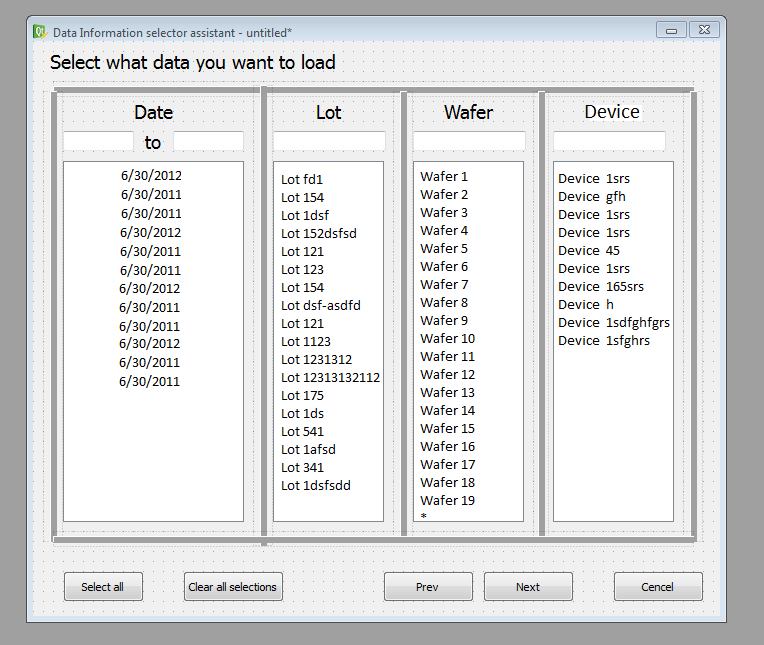 Data Information selector assistant - untitled*
Select what data you want to load
Date
to
6/30/2012
6/30/2011
6/30/2011
6/30/2012
6/30/2011
6/30/2011
6/30/2012
6/30/2011
6/30/2011
6/30/2012
6/30/2011
6/30/2011
Lot
Lot fd1
Lot 154
Lot 1dsf
Lot 152dsfsd
Lot 121
Lot 123
Lot 154
Lot dsf-asdfd
Lot 121
Lot 1123
Lot 1231312
Lot 12313132112
Lot 175
Lot 1ds
Lot 541
Lot 1afsd
Lot 341
Lot 1dsfsdd
Wafer
Wafer 1
Wafer 2
Wafer 3
Wafer 4
Wafer 5
Wafer 6
Wafer 7
Wafer 8
Wafer 9
Wafer 10
Wafer 11
Wafer 12
Wafer 13
Wafer 14
Wafer 15
Wafer 16
Wafer 17
Wafer 18
Wafer 19
*
Device
Device 1srs
Device gfh
Device 1srs
Device 1srs
Device 45
Device 1srs
Device 165srs
Device h
Device 1sdfghfgrs
Device 1sfghrs
Select all
Clear all selections
Prev
Next
Cencel